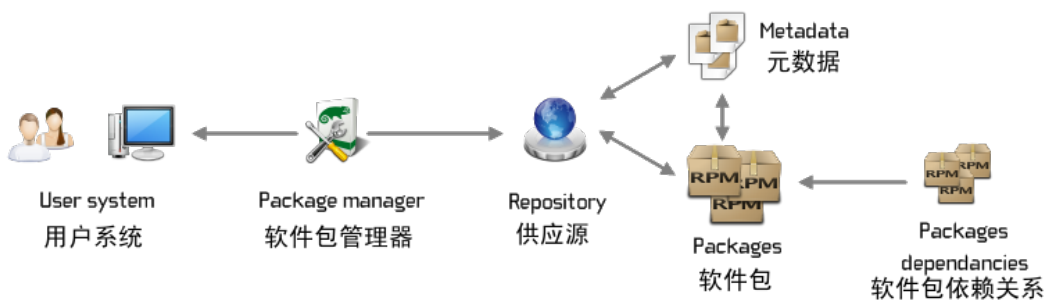 Metadata
元数据
User system
用户系统
Package manager
软件包管理器
Repository
供应源
RPM
RPM
RPM
Packages
软件包
RPM
RPM
RPM
Packages
dependancies
软件包依赖关系